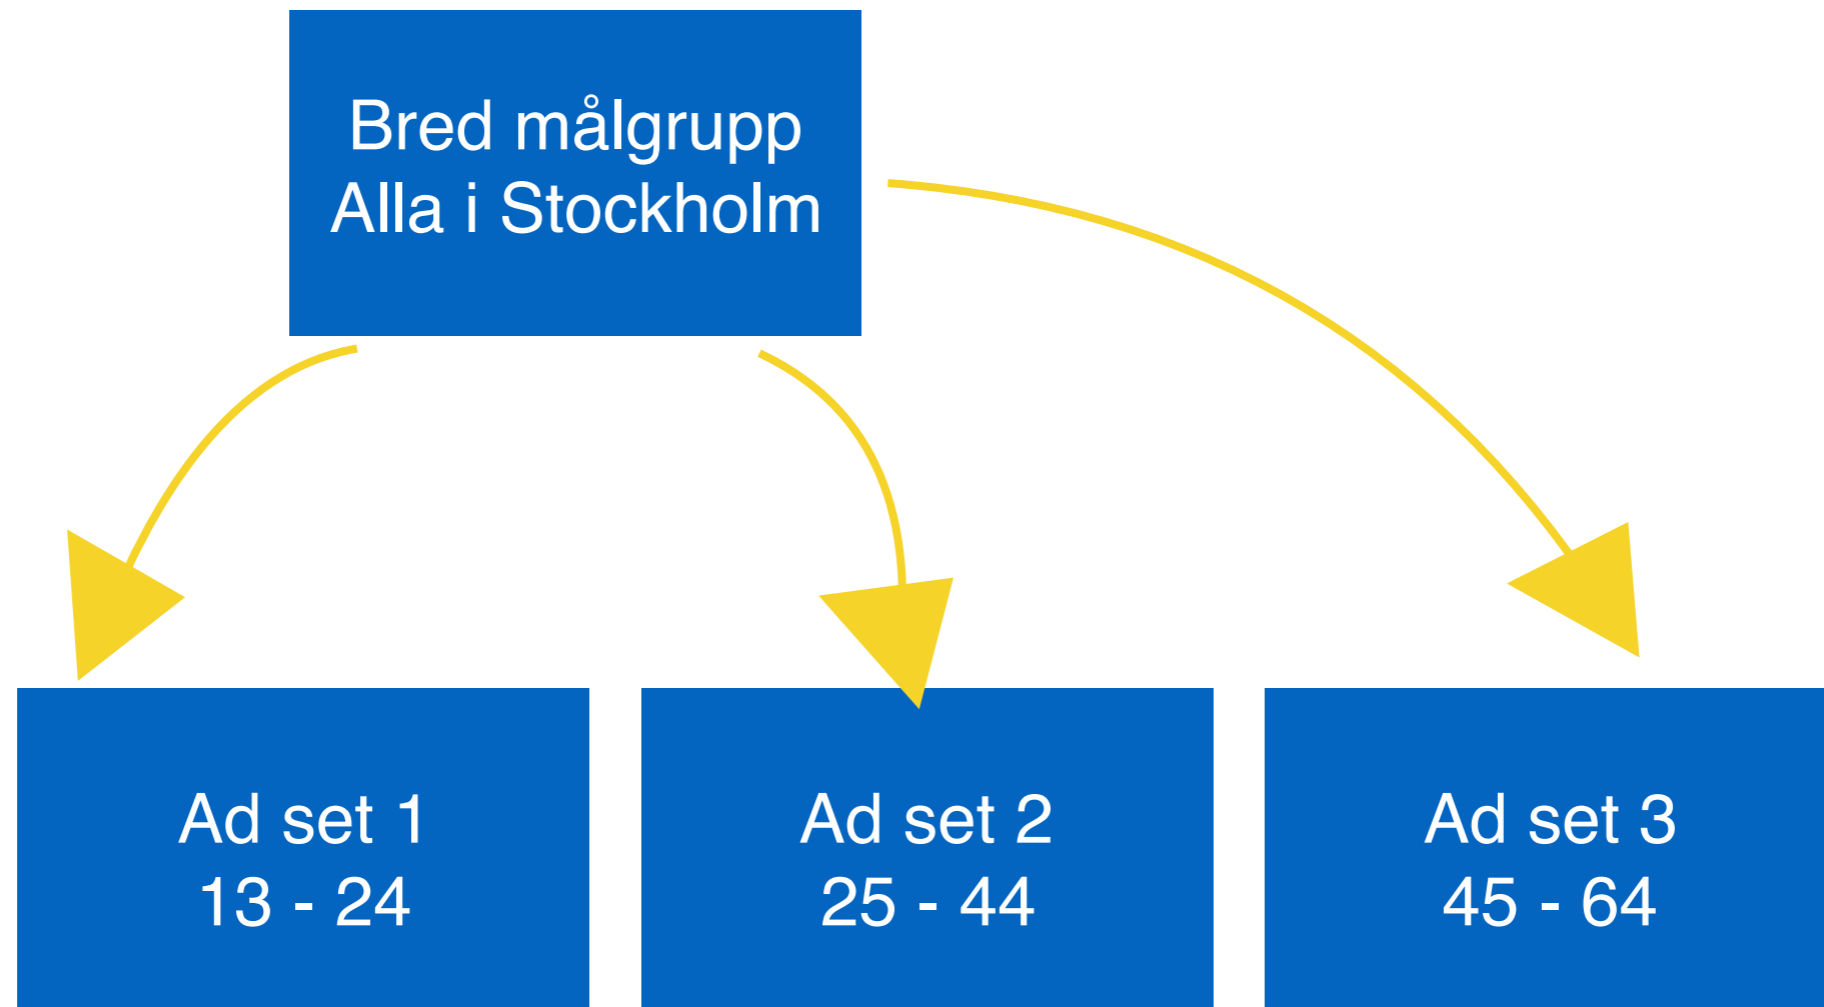 Bred målgrupp
Alla i Stockholm
Ad set 1
13 - 24
Ad set 2
25 - 44
Ad set 3
45 - 64